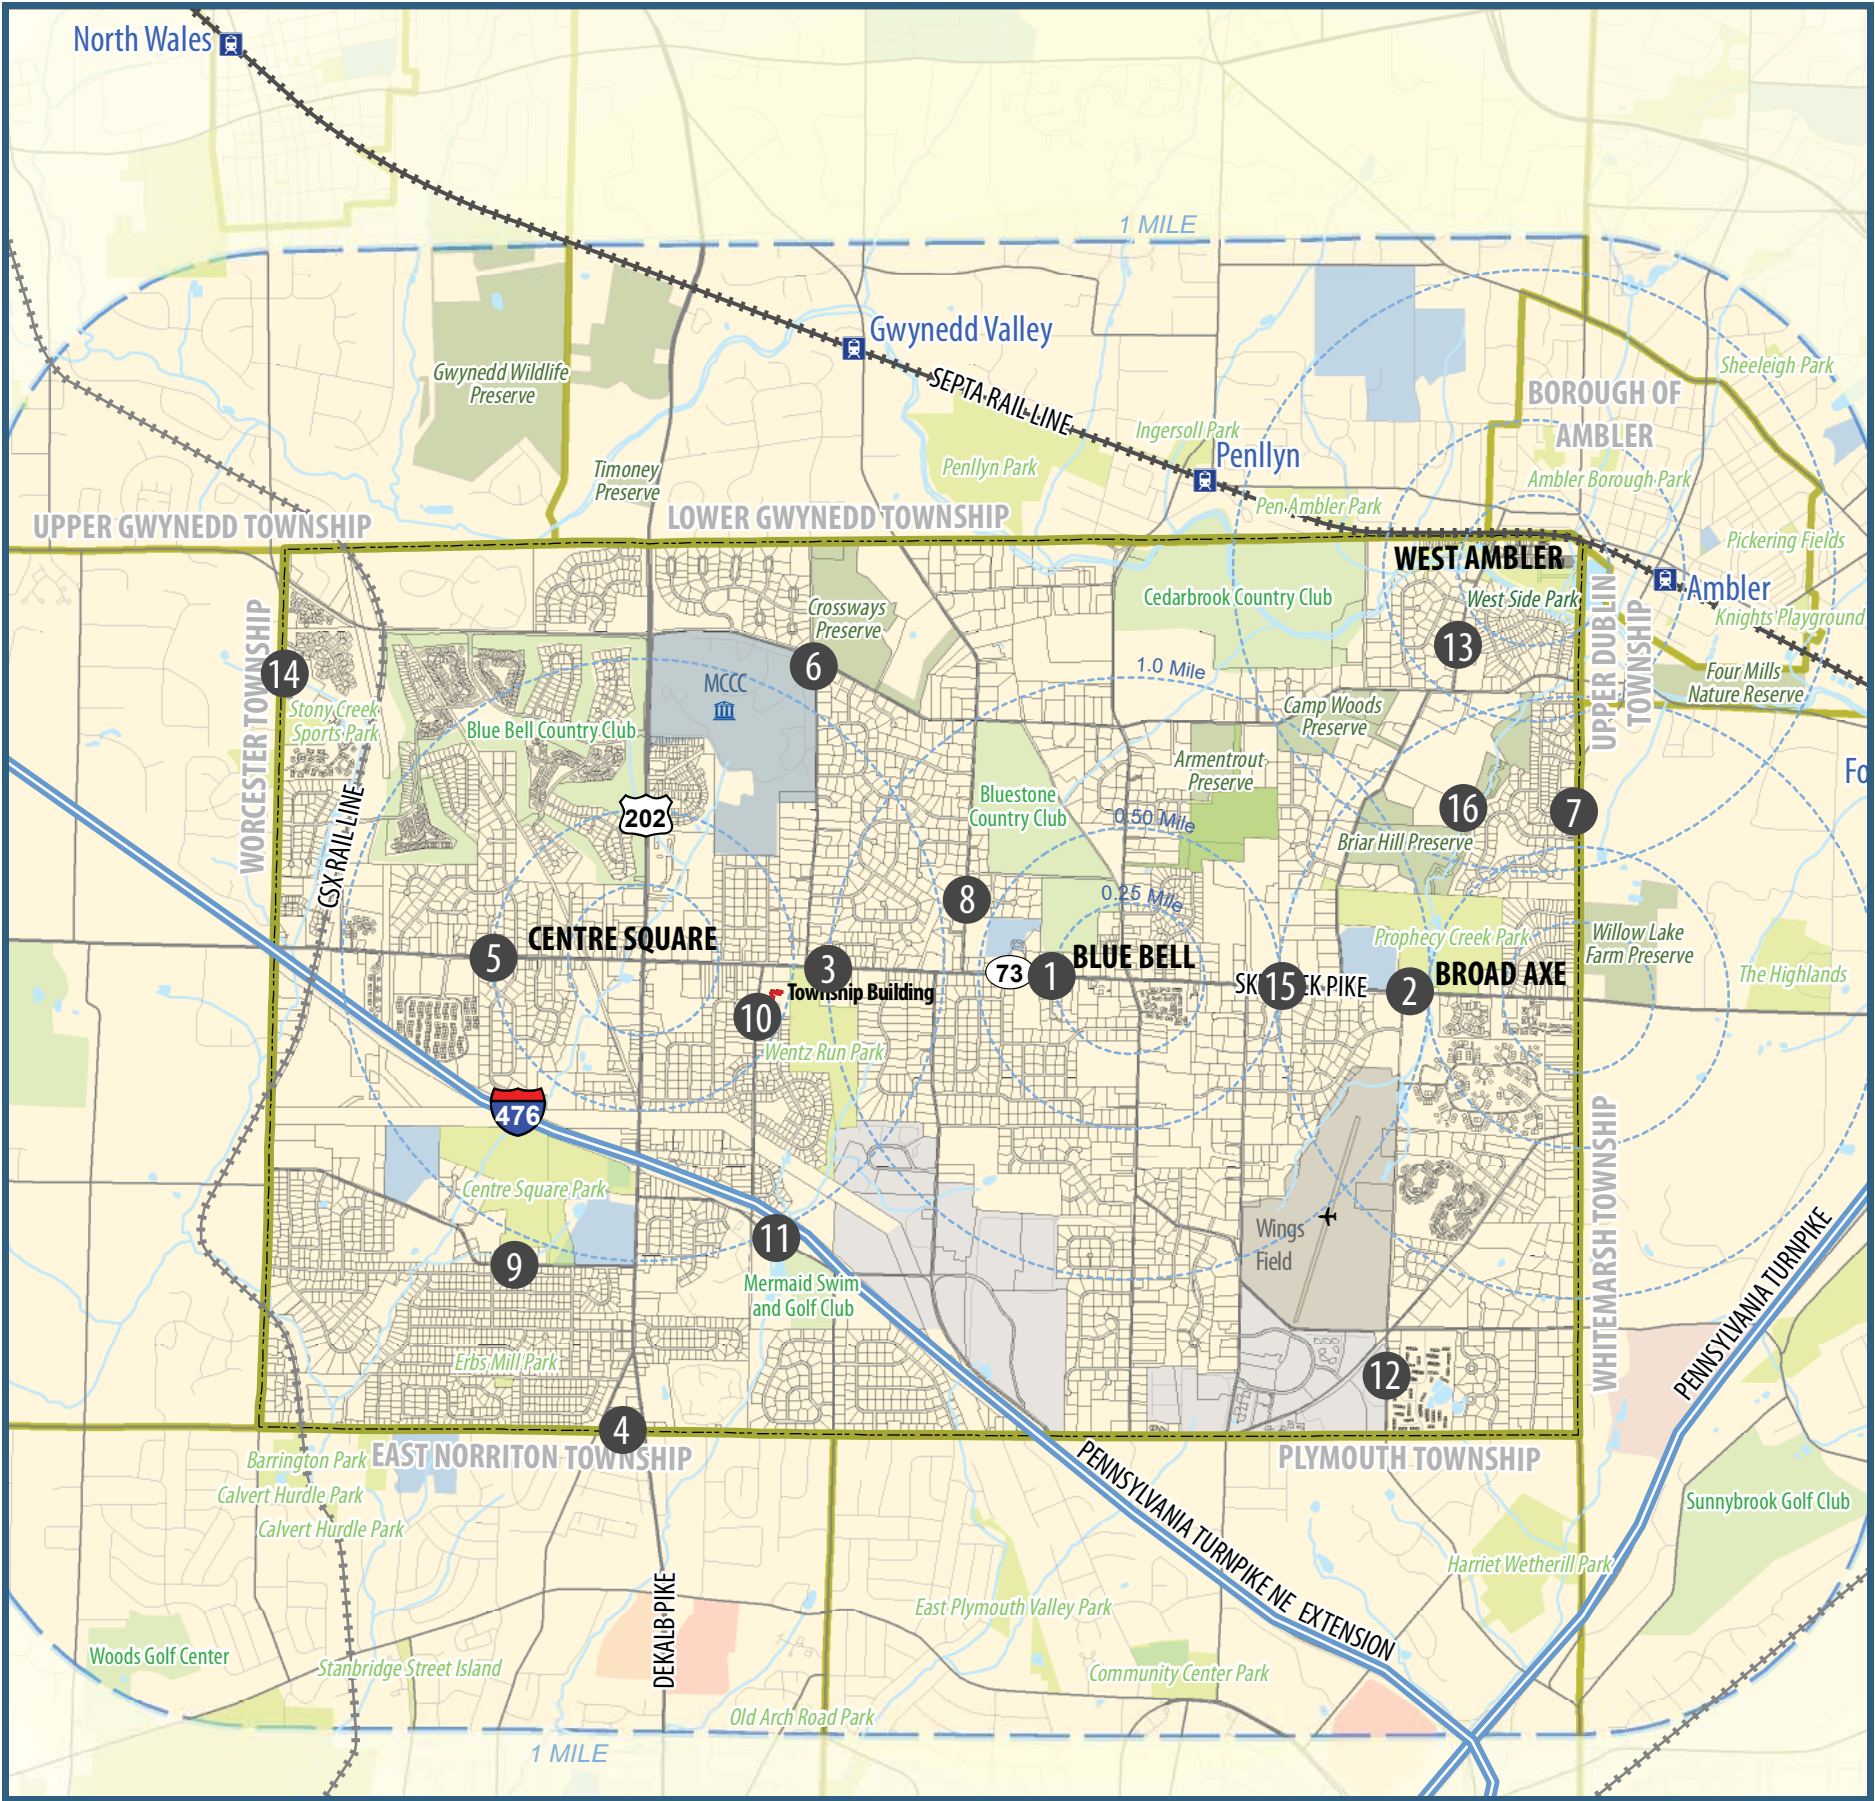 North Wales
1 MILE
Gwynedd Valley
SEPTA RAIL LINE
Gwynedd Wildlife
Preserve
Sheeleigh Park
BOROUGH OF
AMBLER
Ingersoll Park
Penllyn
Penllyn Park
Timoney
Preserve
Ambler Borough Park
Pen Ambler Park
UPPER GWYNEDD TOWNSHIP
LOWER GWYNEDD TOWNSHIP
Pickering Fields
WEST AMBLER
Ambler
Cedarbrook Country Club
West Side Park
Crossways
Preserve
Knights Playground
UPPER DUBLIN
TOWNSHIP
WORCESTER TOWNSHIP
13
6
14
1.0 Mile
Four Mills
Nature Reserve
MCCC
Stony Creek
Sports Park
Blue Bell Country Club
Camp Woods
Preserve
Armentrout
Preserve
Fo
Bluestone
Country Club
202
0.50 Mile
16
7
Briar Hill Preserve
CSX RAIL LINE
8
0.25 Mile
CENTRE SQUARE
5
3
73
1
BLUE BELL
Prophecy Creek Park
Willow Lake
Farm Preserve
The Highlands
SK
15
EK PIKE
2
BROAD AXE
Township Building
10
Wentz Run Park
476
Centre Square Park
11
9
Wings
Field
WHITEMARSH TOWNSHIP
PENNSYLVANIA TURNPIKE
Mermaid Swim
and Golf Club
Erbs Mill Park
12
4
EAST NORRITON TOWNSHIP
PLYMOUTH TOWNSHIP
Barrington Park
Calvert Hurdle Park
Calvert Hurdle Park
PENNSYLVANIA TURNPIKE NE EXTENSION
Sunnybrook Golf Club
Harriet Wetherill Park
DEKALB PIKE
East Plymouth Valley Park
Woods Golf Center
Stanbridge Street Island
Community Center Park
Old Arch Road Park
1 MILE